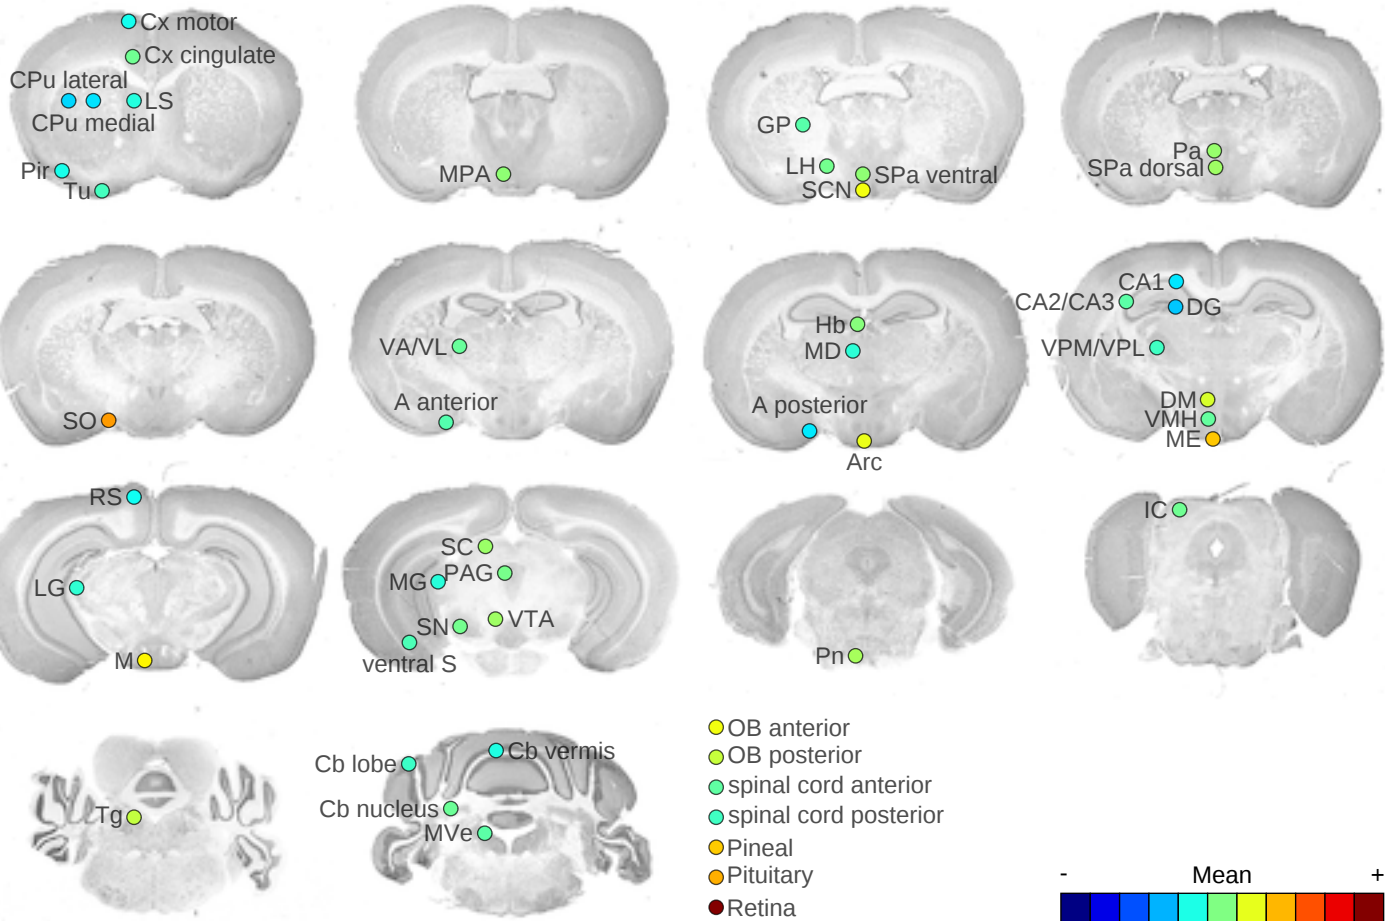 Cx motor
Cx cingulate
CPu lateral
LS
CPu medial
Pir
Tu
MPA
GP
LH
SPa ventral
SCN
Pa
SPa dorsal
SO
VA/VL
A anterior
Hb
MD
A posterior
Arc
CA1
CA2/CA3
DG
VPM/VPL
DM
VMH
ME
RS
LG
M
SC
MG
PAG
SN
VTA
ventral S
Pn
IC
Tg
Cb lobe
Cb vermis
Cb nucleus
MVe
OB anterior
OB posterior
spinal cord anterior
spinal cord posterior
Pineal
Pituitary
Retina
- Mean +